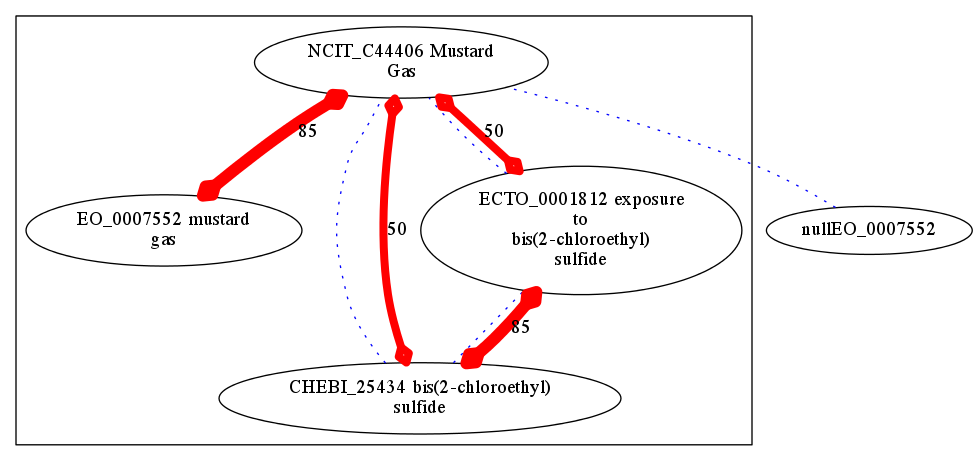 NCIT_C44406 Mustard
Gas
85
50
ECTO_0001812 exposure
to
bis(2-chloroethyl)
sulfide
EO_0007552 mustard
gas
50
nullEO_0007552
85
CHEBI_25434 bis(2-chloroethyl)
sulfide